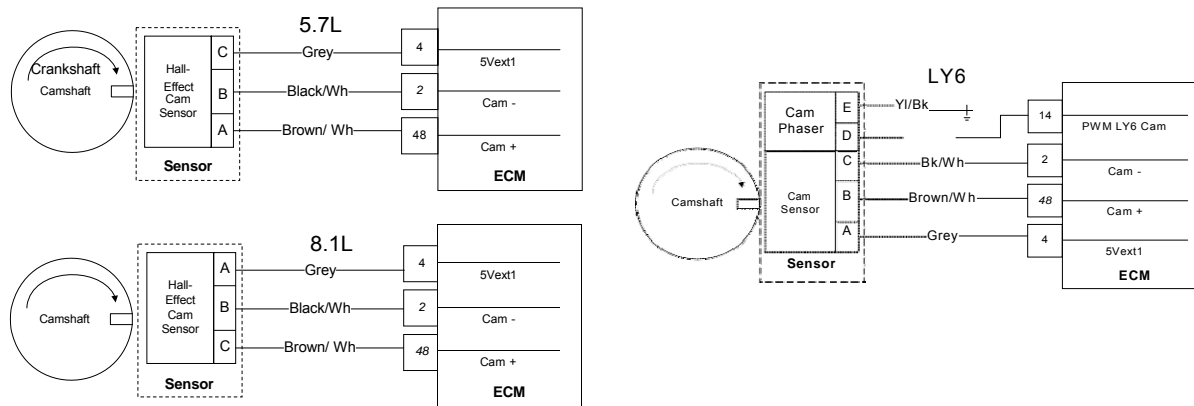 5.7L
Crankshaft
Camshaft
Hall-
Effect
Cam
Sensor
C
B
A
Grey
Black/Wh
Brown/ Wh
4
2
48
5Vext1
Cam -
Cam +
Sensor
ECM
8.1L
Camshaft
Hall-
Effect
Cam
Sensor
A
B
C
Grey
Black/Wh
Brown/ Wh
4
2
48
5Vext1
Cam -
Cam +
Sensor
ECM
LY6
Camshaft
Cam
Phaser
Cam
Sensor
E
D
C
B
A
Yl/Bk
Bk/Wh
Brown/Wh
Grey
14
2
48
4
PWM LY6 Cam
Cam -
Cam +
5Vext1
Sensor
ECM